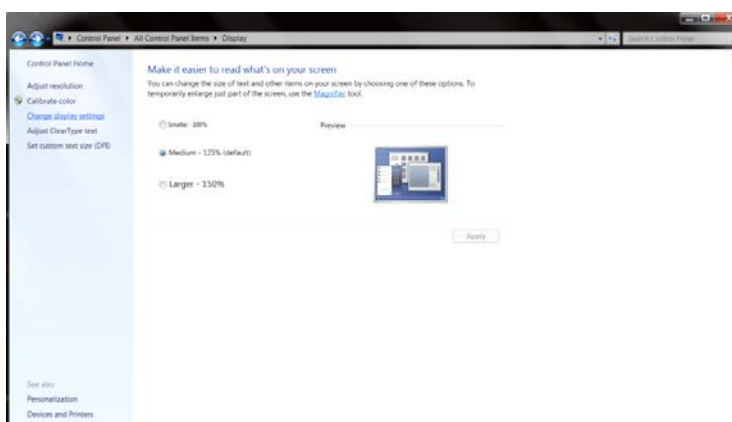 Control Panel ▸ All Control Panel Items ▸ Display
Search Control Panel
Control Panel Home
Adjust resolution
Calibrate color
Change display settings
Adjust ClearType text
Set custom text size (DPI)
Make it easier to read what's on your screen
You can change the size of text and other items on your screen by choosing one of these options. To
temporarily enlarge just part of the screen, use the Magnifier tool.
Smaller - 100%
Preview
Medium - 125% (default)
Larger - 150%
Apply
See also
Personalization
Devices and Printers